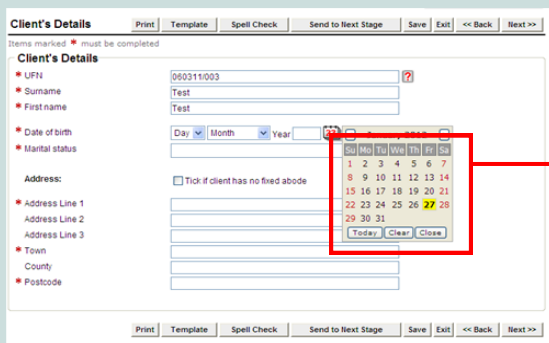 Client's Details Print Template Spell Check Send to Next Stage Save Exit << Back Next >>
Items marked * must be completed
Client's Details
* UFN 060311/003 ?
* Surname Test
* First name Test
* Date of birth Day Month Year
* Marital status
Su Mo Tu We Th Fr Sa
1 2 3 4 5 6 7
8 9 10 11 12 13 14
15 16 17 18 19 20 21
22 23 24 25 26 27 28
29 30 31
Today Clear Close
Address: Tick if client has no fixed abode
* Address Line 1
Address Line 2
Address Line 3
* Town
County
* Postcode
Print Template Spell Check Send to Next Stage Save Exit << Back Next >>